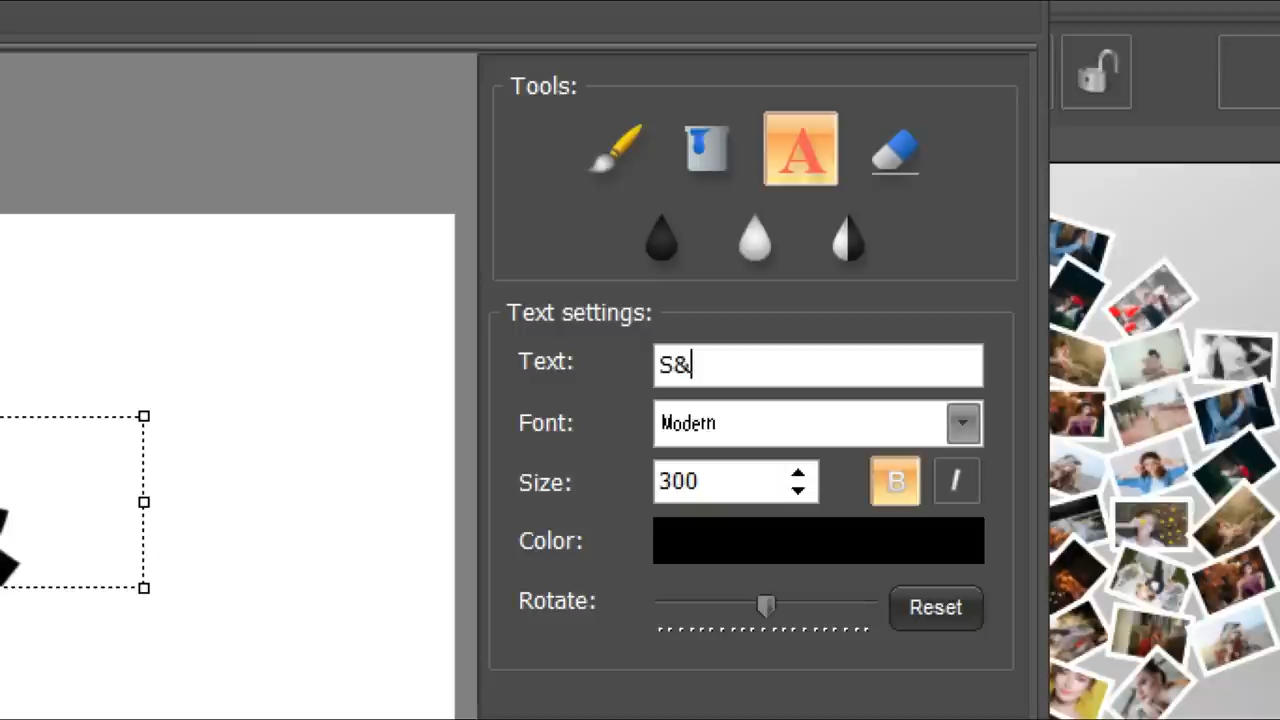 Tools:
A
Text settings:
Text: S&
Font: Modern
Size: 300 B I
Color:
Rotate: Reset